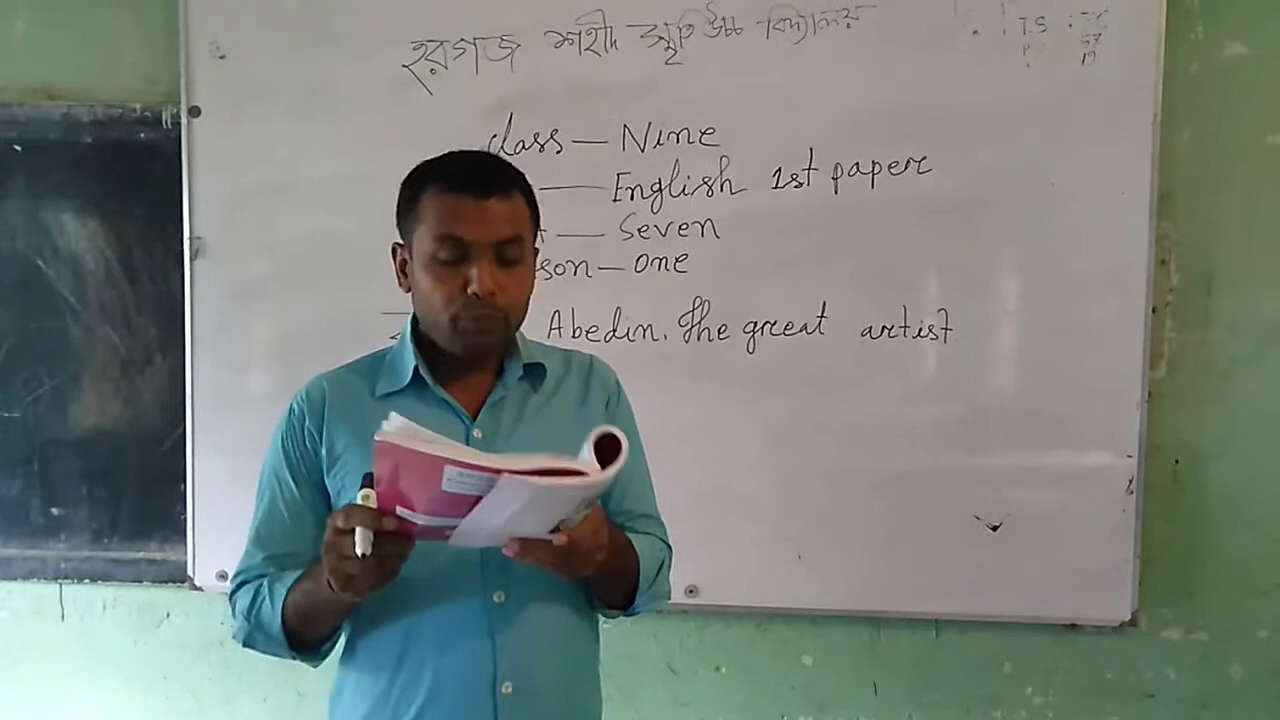 হরগজ শহীদ স্মৃতি উচ্চ বিদ্যালয়
T.S :
class — Nine
— English 1st paper
— Seven
son — One
Abedin. The great artist